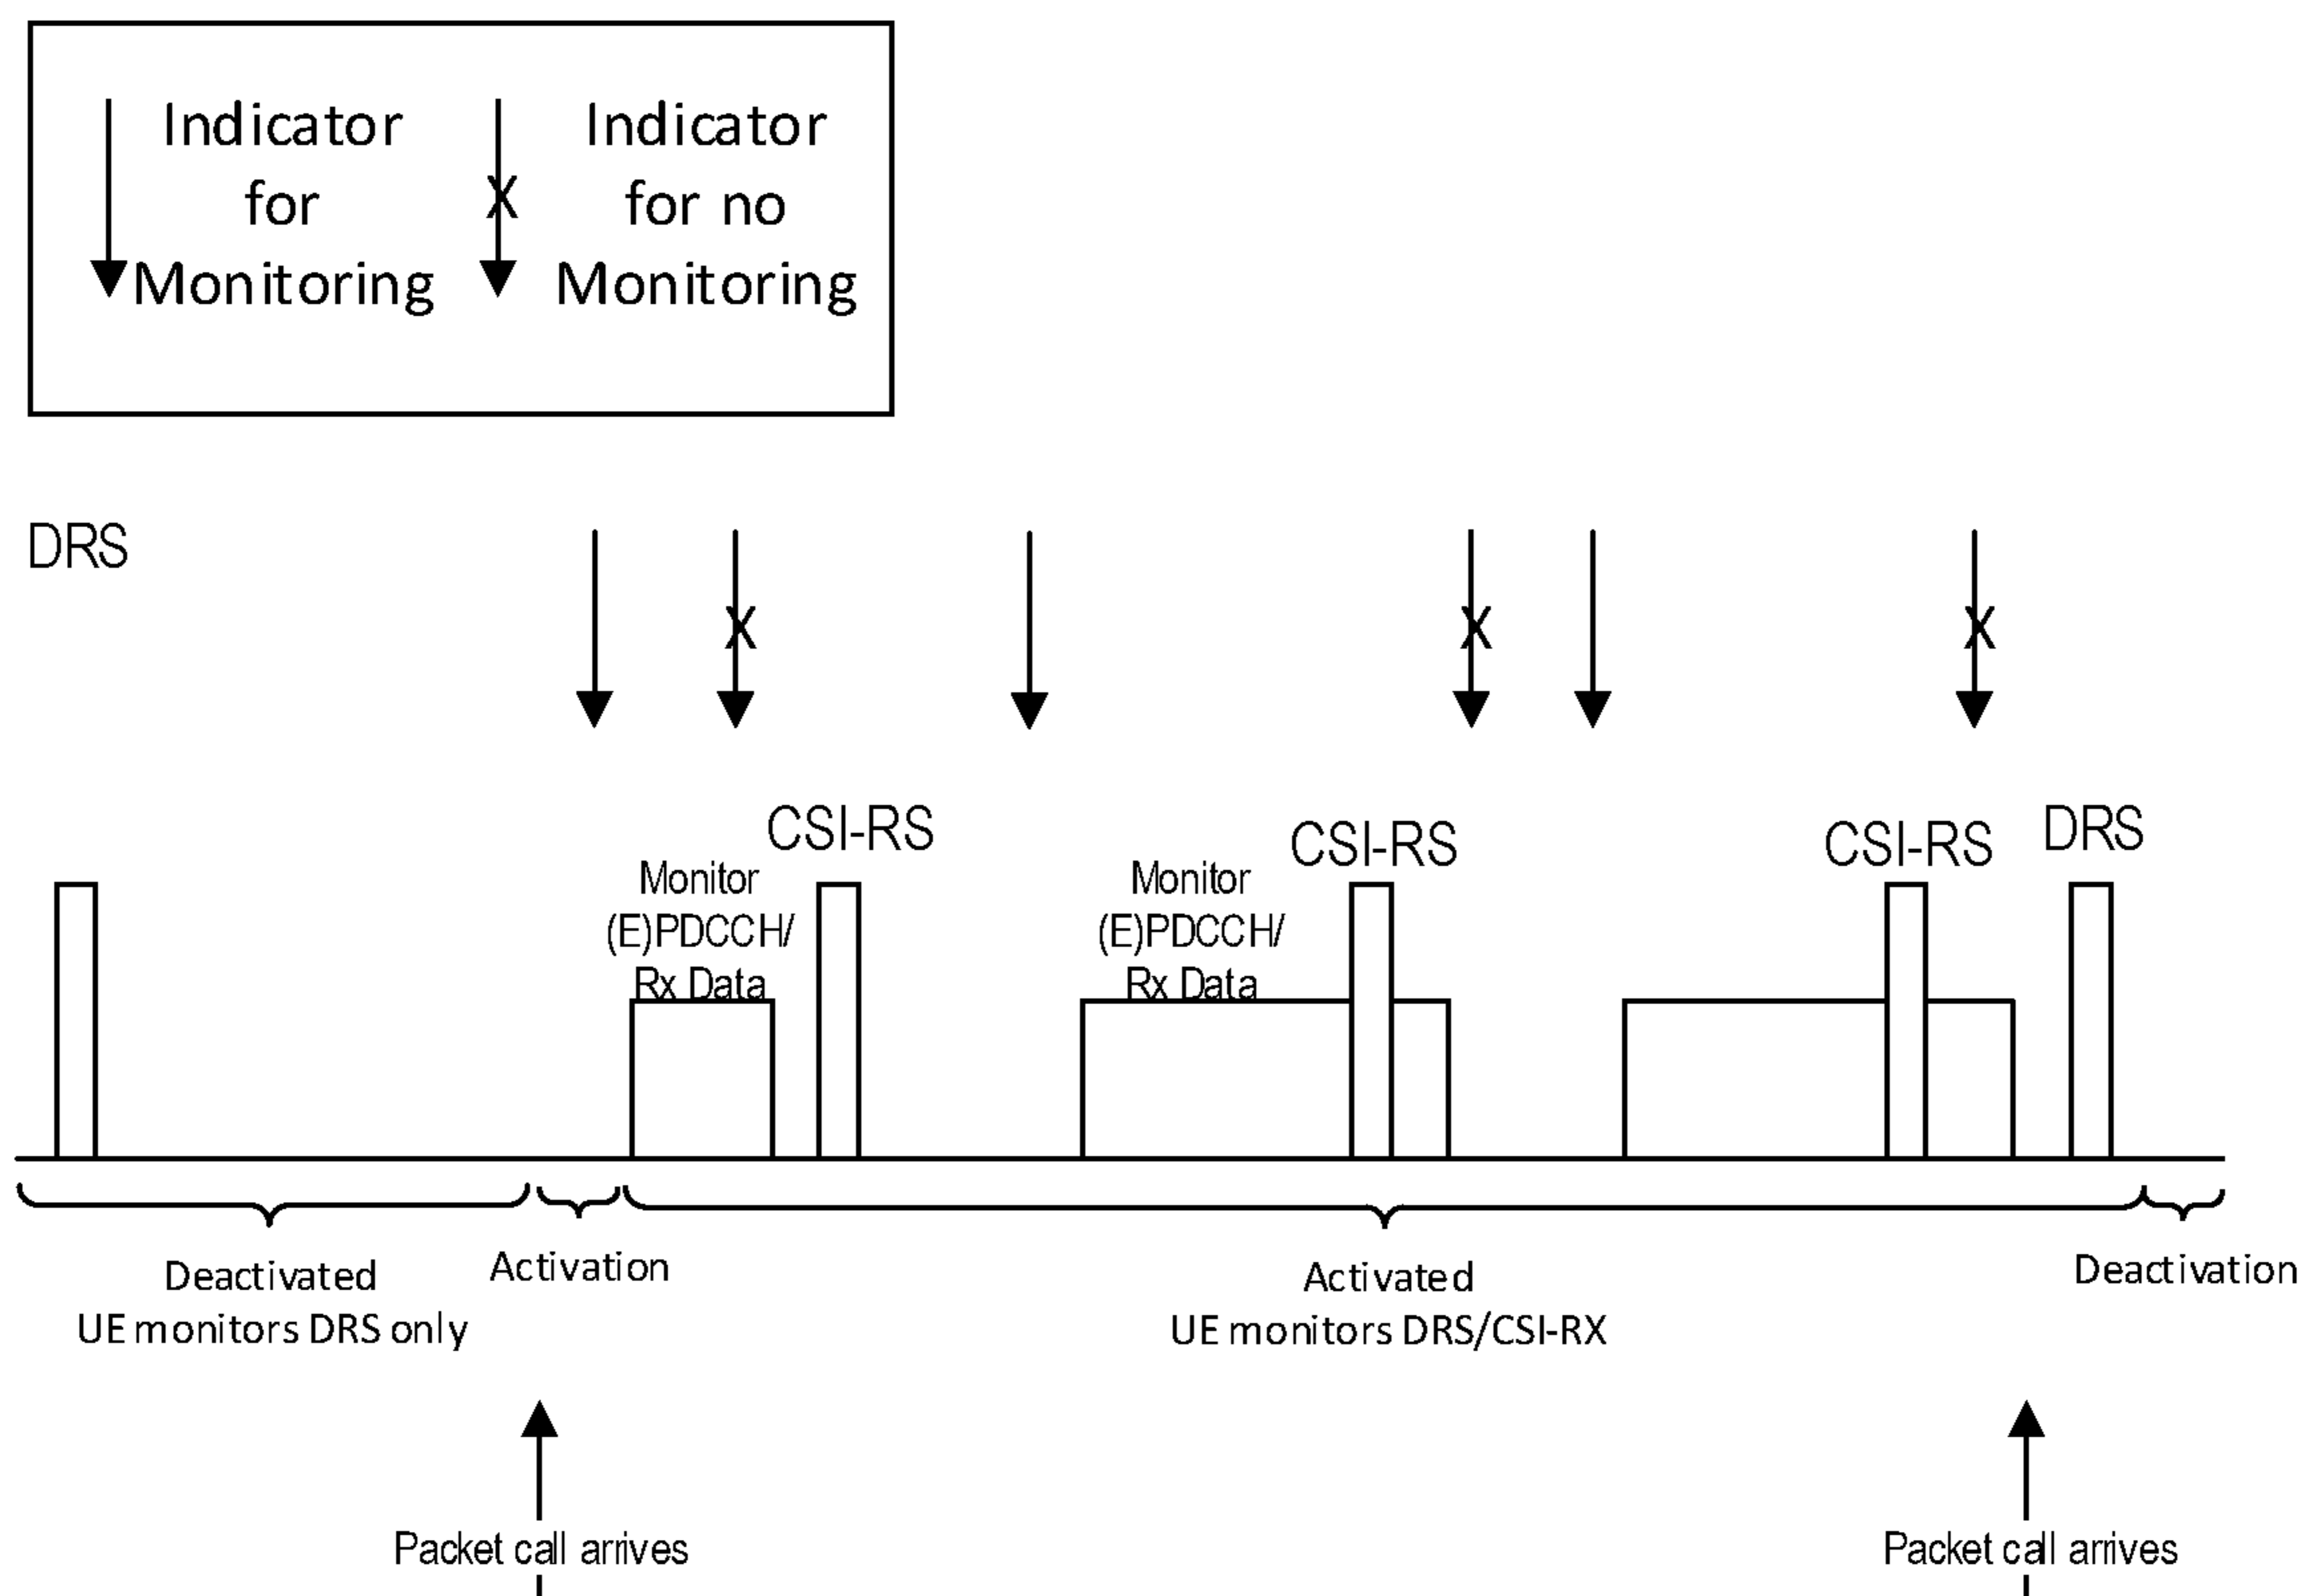 Indicator
for
Monitoring
X
Indicator
for no
Monitoring
DRS
X
X
X
CSI-RS
Monitor
(E)PDCCH/
Rx Data
Monitor
(E)PDCCH/
Rx Data
CSI-RS
CSI-RS
DRS
Deactivated
UE monitors DRS only
Activation
Activated
UE monitors DRS/CSI-RX
Deactivation
Packet call arrives
Packet call arrives